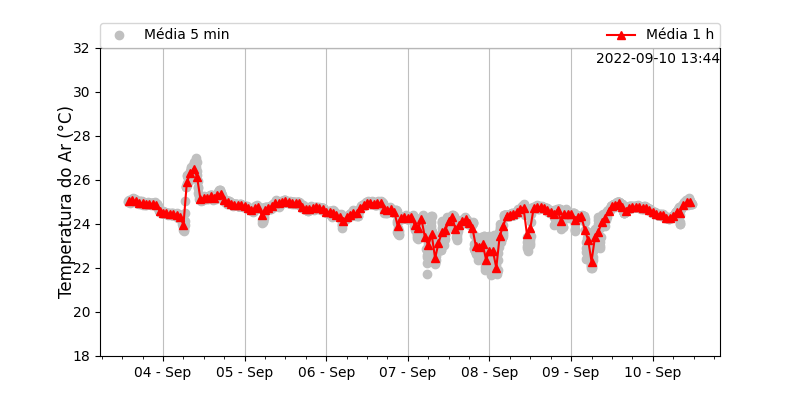 Média 5 min
Média 1 h
2022-09-10 13:44
Temperatura do Ar (°C)
32
30
28
26
24
22
20
18
04 - Sep
05 - Sep
06 - Sep
07 - Sep
08 - Sep
09 - Sep
10 - Sep